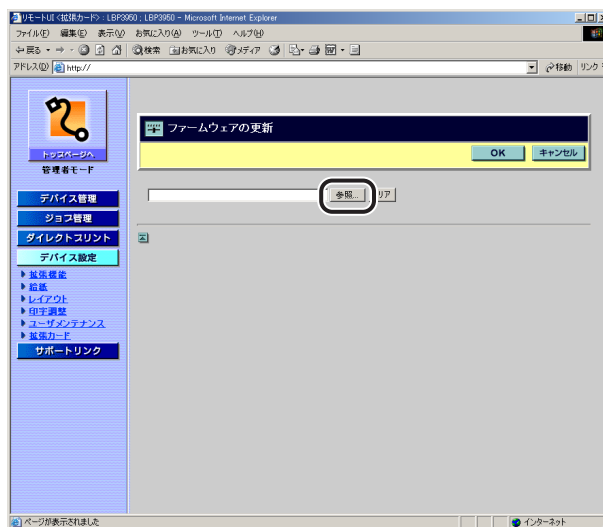 リモートUI <拡張カード> : LBP3950 ; LBP3950 - Microsoft Internet Explorer
ファイル(F) 編集(E) 表示(V) お気に入り(A) ツール(T) ヘルプ(H)
戻る 検索 お気に入り メディア
アドレス(D) http:// 移動 リンク
トップページへ
管理者モード
デバイス管理
ジョブ管理
ダイレクトプリント
デバイス設定
拡張機能
給紙
レイアウト
印字調整
ユーザメンテナンス
拡張カード
サポートリンク
ファームウェアの更新
OK キャンセル
参照... リア
ページが表示されました インターネット